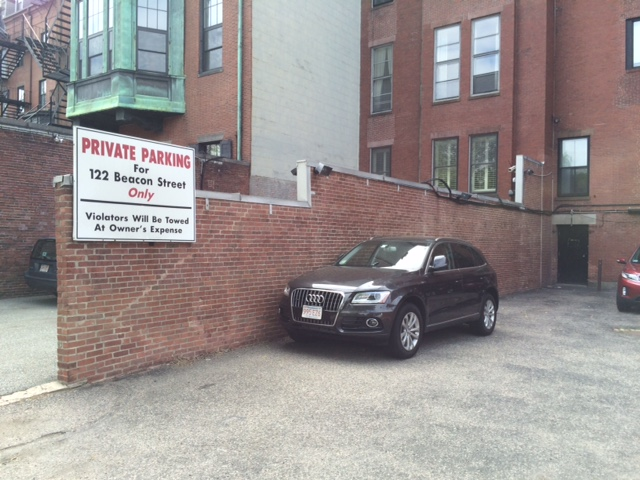 PRIVATE PARKING
For
122 Beacon Street
Only
Violators Will Be Towed
At Owner's Expense